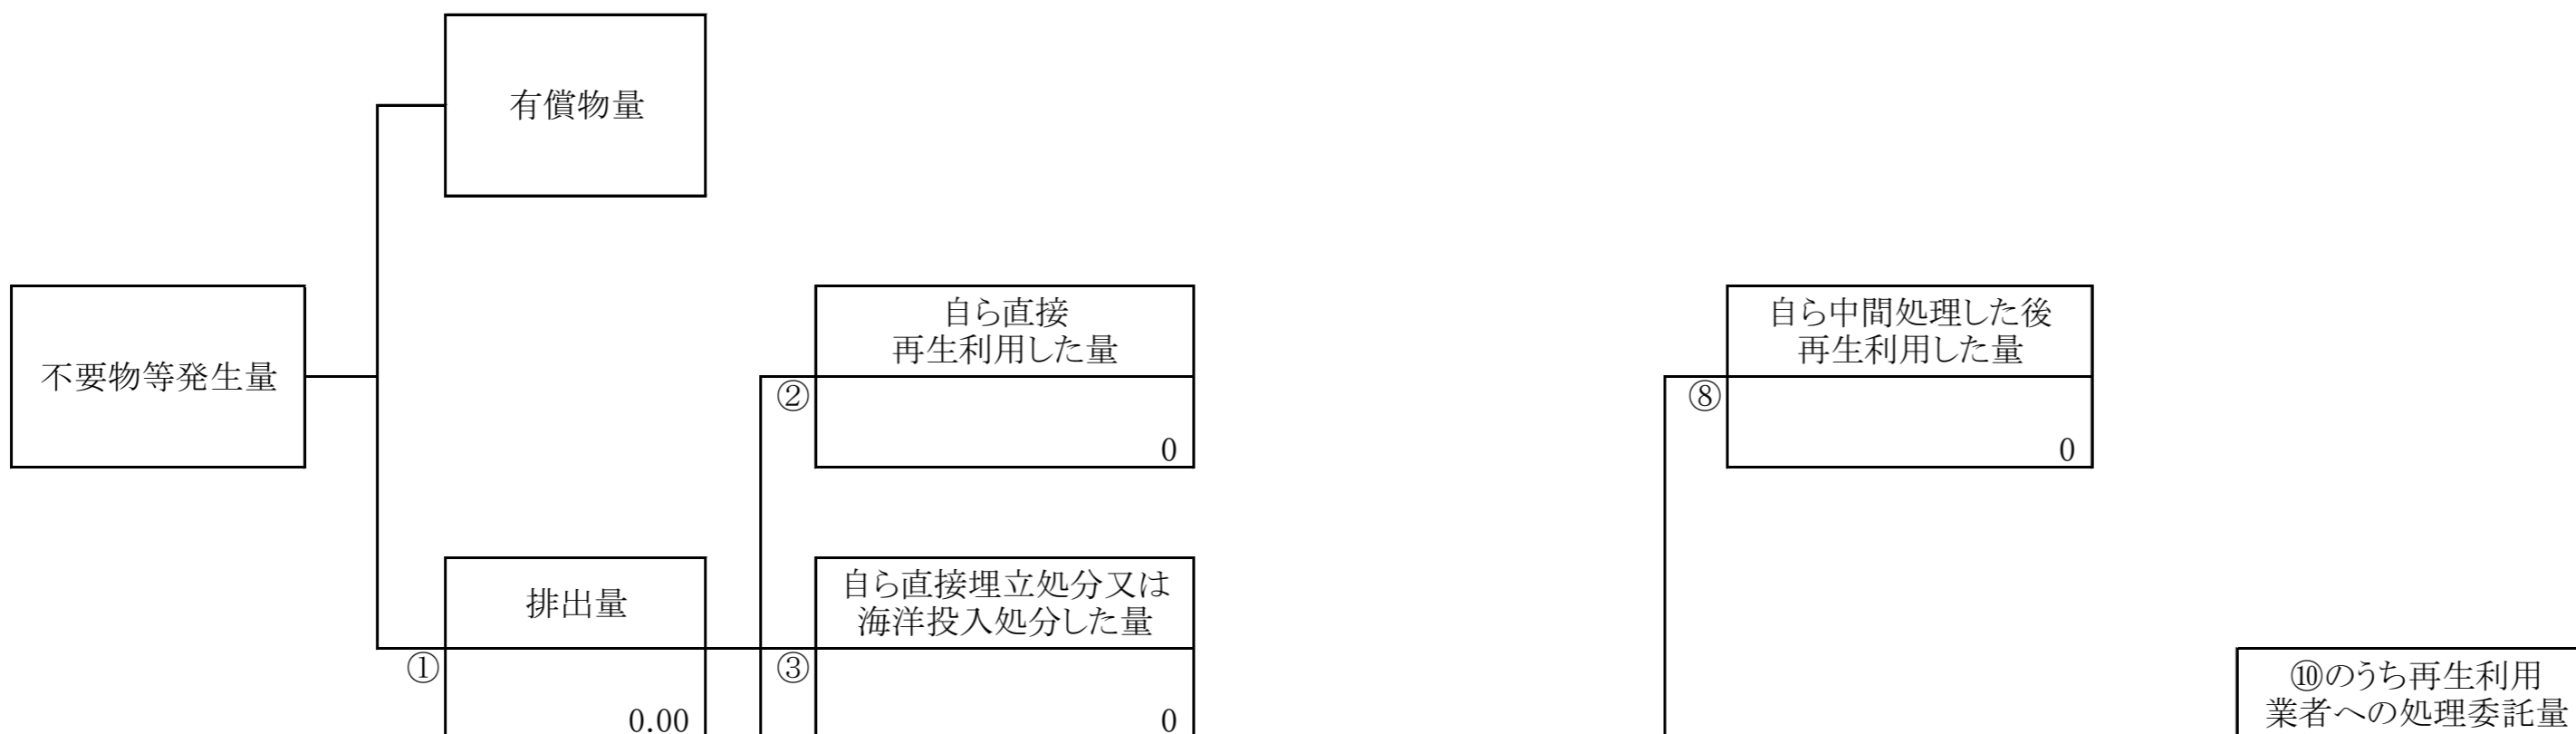 有償物量
不要物等発生量
自ら直接
再生利用した量
②
0
自ら中間処理した後
再生利用した量
⑧
0
排出量
①
0.00
自ら直接埋立処分又は
海洋投入処分した量
③
0
⑩のうち再生利用
業者への処理委託量